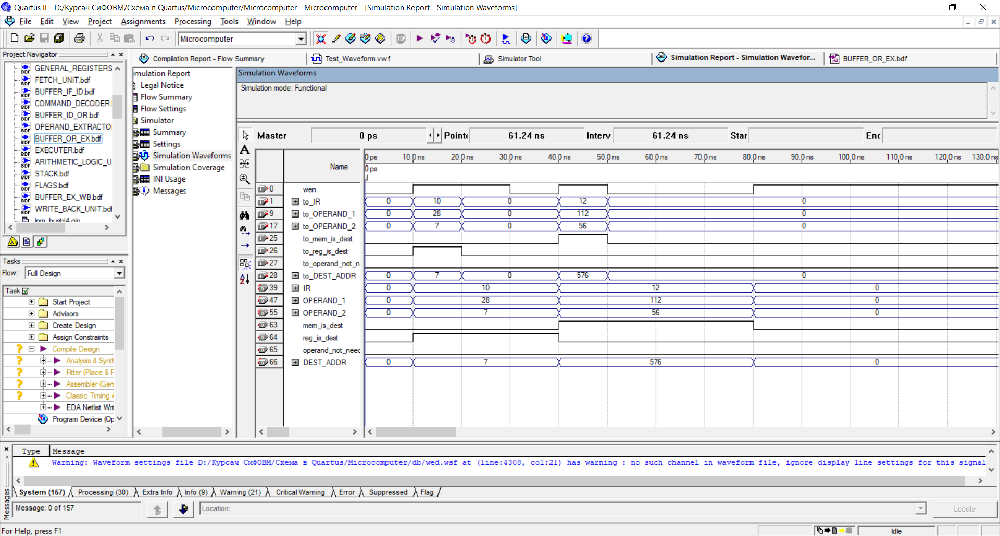 Quartus II - D:/Курсач СиФОВМ/Схема в Quartus/Microcomputer/Microcomputer - Microcomputer - [Simulation Report - Simulation Waveforms]
File Edit View Project Assignments Processing Tools Window Help
Microcomputer
STOP
Project Navigator
GENERAL_REGISTERS
FETCH_UNIT.bdf
BUFFER_IF_ID.bdf
COMMAND_DECODER.
BUFFER_ID_OR.bdf
OPERAND_EXTRACTO
BUFFER_OR_EX.bdf
EXECUTER.bdf
ARITHMETIC_LOGIC_U
STACK.bdf
FLAGS.bdf
BUFFER_EX_WB.bdf
WRITE_BACK_UNIT.bdf
lpm_bustri4.qip
Tasks
Flow: Full Design
Task
Start Project
Advisors
Create Design
Assign Constraints
Compile Design
Analysis & Synth
Fitter (Place & F
Assembler (Gen
Classic Timing A
EDA Netlist Wri
Program Device (Op
Compilation Report - Flow Summary
Test_Waveform.vwf
Simulator Tool
Simulation Report - Simulation Wavefor...
BUFFER_OR_EX.bdf
mulation Report
Legal Notice
Flow Summary
Flow Settings
Simulator
Summary
Settings
Simulation Waveforms
Simulation Coverage
INI Usage
Messages
Simulation Waveforms
Simulation mode: Functional
Master 0 ps Pointe 61.24 ns Interv 61.24 ns Star Enc
Name
0 ps 10.0 ns 20.0 ns 30.0 ns 40.0 ns 50.0 ns 60.0 ns 70.0 ns 80.0 ns 90.0 ns 100.0 ns 110.0 ns 120.0 ns 130.0 ns
0 ps
0 wen
1 to_IR 0 10 0 12 0
9 to_OPERAND_1 0 28 0 112 0
17 to_OPERAND_2 0 7 0 56 0
25 to_mem_is_dest
26 to_reg_is_dest
27 to_operand_not_n
28 to_DEST_ADDR 0 7 0 576 0
39 IR 0 10 12 0
47 OPERAND_1 0 28 112 0
55 OPERAND_2 0 7 56 0
63 mem_is_dest
64 reg_is_dest
65 operand_not_need
66 DEST_ADDR 0 7 576 0
Type Message
Warning: Waveform settings file D:/Курсач СиФОВМ/Схема в Quartus/Microcomputer/db/wed.wsf at (line:4308, col:21) has warning : no such channel in waveform file, ignore display line settings for this signal
System (157) Processing (30) Extra Info Info (9) Warning (21) Critical Warning Error Suppressed Flag
Messages
Message: 0 of 157
Location:
Locate
For Help, press F1
Idle